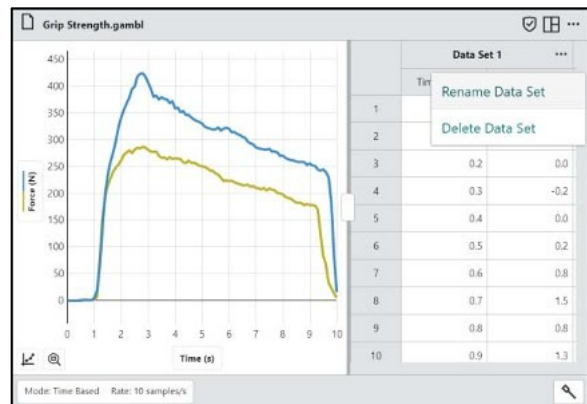 Grip Strength.gambl
450
400
350
300
250
200
150
100
50
0
Force (N)
0 1 2 3 4 5 6 7 8 9 10
Time (s)
Data Set 1
Rename Data Set
Delete Data Set
1
2
3 0.2 0.0
4 0.3 -0.2
5 0.4 0.0
6 0.5 0.2
7 0.6 0.8
8 0.7 1.5
9 0.8 0.8
10 0.9 1.3
Mode: Time Based Rate: 10 samples/s